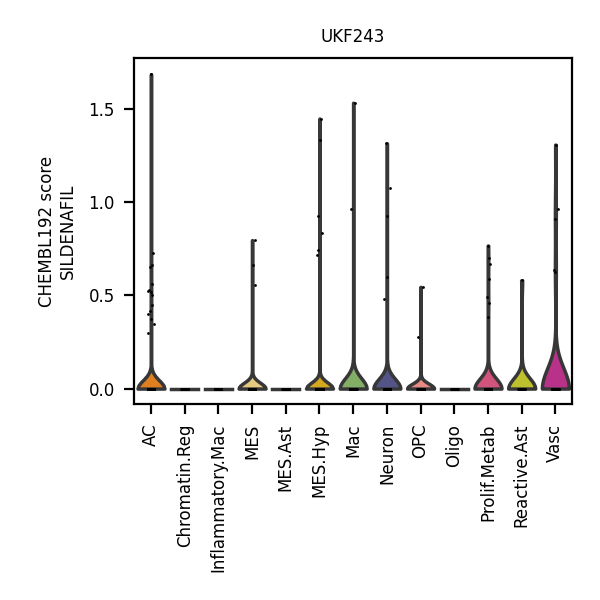 UKF243
CHEMBL192 score
SILDENAFIL
1.5
1.0
0.5
0.0
AC
Chromatin.Reg
Inflammatory.Mac
MES
MES.Ast
MES.Hyp
Mac
Neuron
OPC
Oligo
Prolif.Metab
Reactive.Ast
Vasc